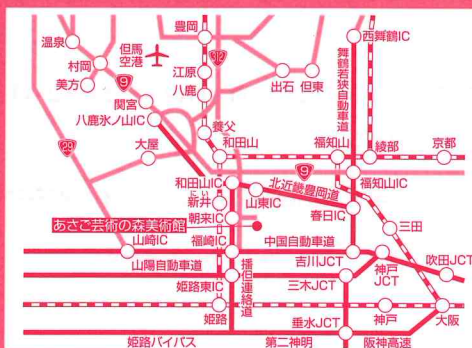 豊岡
西舞鶴IC
温泉
但馬
空港
312
村岡
江原
美方
9
八鹿
出石
但東
舞鶴若狭自動車道
関宮
八鹿氷ノ山IC
養父
29
大屋
和田山
福知山
綾部
京都
9
和田山IC
北近畿豊岡道
福知山IC
にい
新井
山東IC
朝来IC
春日IC
あさご芸術の森美術館
三田
山崎IC
福崎IC
中国自動車道
山陽自動車道
吉川JCT
神戸
JCT
吹田JCT
播但連絡道
姫路東IC
三木JCT
姫路
神戸
大阪
垂水JCT
姫路バイパス
第二神明
阪神高速